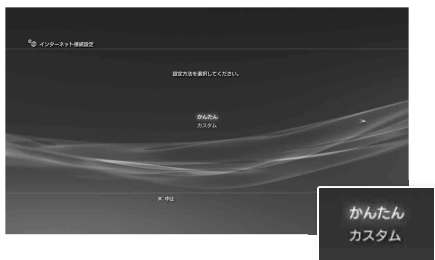 インターネット接続設定
設定方法を選択してください。
かんたん
カスタム
✕ 中止
かんたん
カスタム